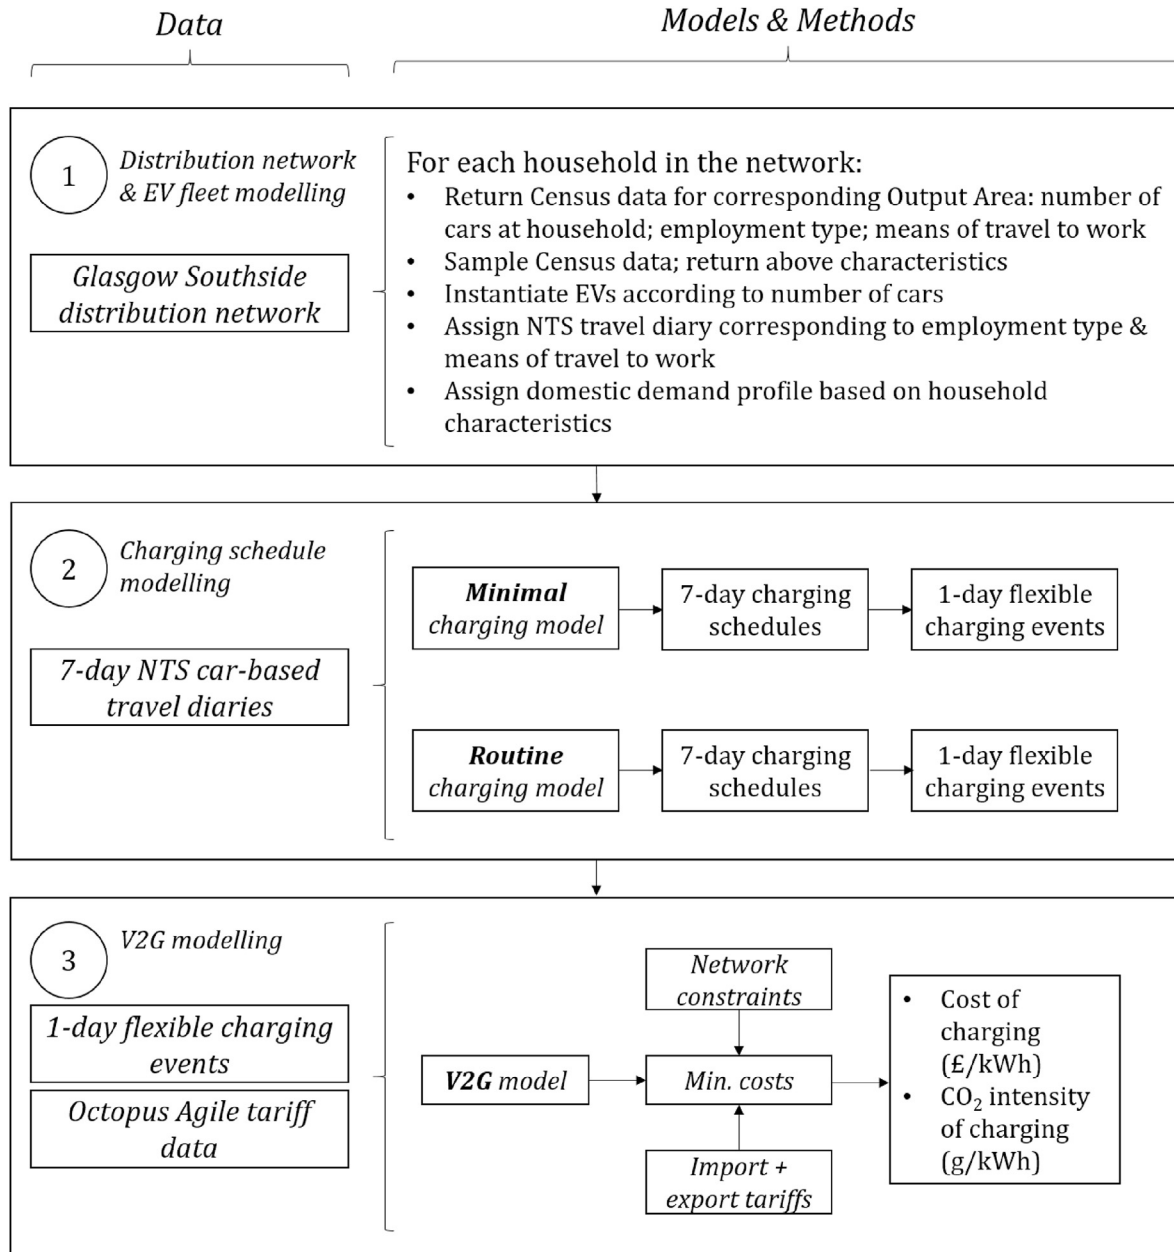 Data
Models & Methods
1
Distribution network
& EV fleet modelling
Glasgow Southside
distribution network
For each household in the network:
• Return Census data for corresponding Output Area: number of
cars at household; employment type; means of travel to work
• Sample Census data; return above characteristics
• Instantiate EVs according to number of cars
• Assign NTS travel diary corresponding to employment type &
means of travel to work
• Assign domestic demand profile based on household
characteristics
2
Charging schedule
modelling
7-day NTS car-based
travel diaries
Minimal
charging model
7-day charging
schedules
1-day flexible
charging events
Routine
charging model
7-day charging
schedules
1-day flexible
charging events
3
V2G modelling
1-day flexible charging
events
Octopus Agile tariff
data
V2G model
Network
constraints
Min. costs
Import +
export tariffs
• Cost of
charging
(£/kWh)
• CO₂ intensity
of charging
(g/kWh)